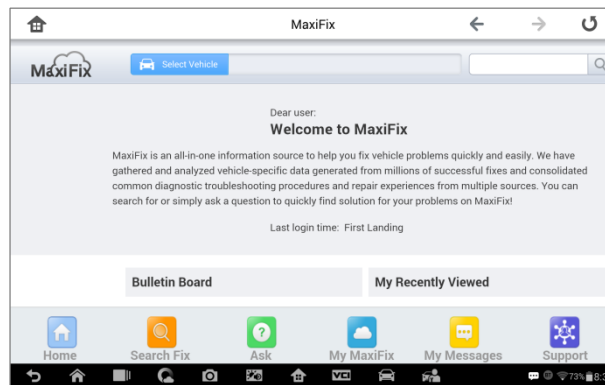 MaxiFix
MaxiFix
Select Vehicle
Dear user:
Welcome to MaxiFix
MaxiFix is an all-in-one information source to help you fix vehicle problems quickly and easily. We have
gathered and analyzed vehicle-specific data generated from millions of successful fixes and consolidated
common diagnostic troubleshooting procedures and repair experiences from multiple sources. You can
search for or simply ask a question to quickly find solution for your problems on MaxiFix!
Last login time: First Landing
Bulletin Board
My Recently Viewed
Home
Search Fix
Ask
My MaxiFix
My Messages
Support
VCI
73%